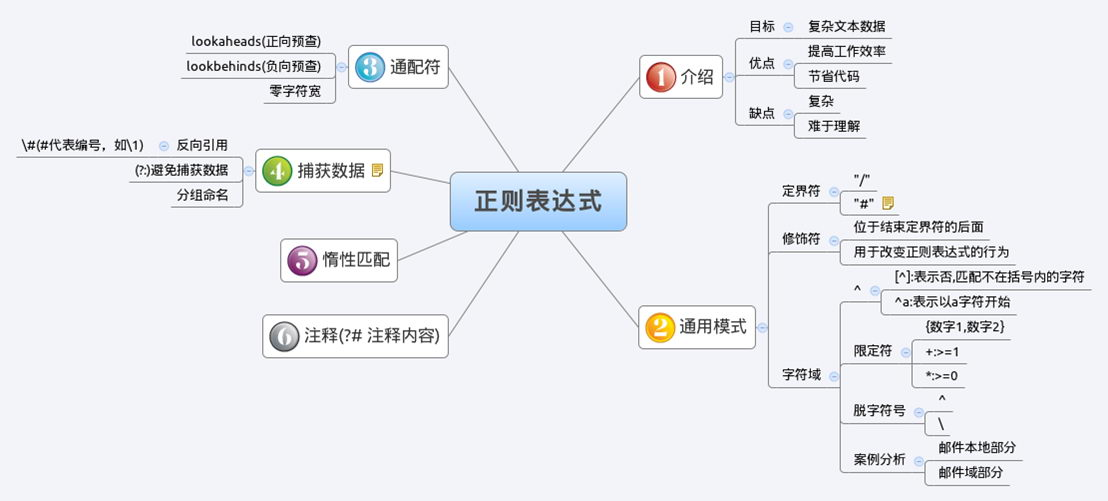 正则表达式
1 介绍
目标
复杂文本数据
优点
提高工作效率
节省代码
缺点
复杂
难于理解
2 通用模式
定界符
"/"
"#"
修饰符
位于结束定界符的后面
用于改变正则表达式的行为
字符域
^
[^]:表示否,匹配不在括号内的字符
^a:表示以a字符开始
限定符
{数字1,数字2}
+:>=1
*:>=0
脱字符号
^
\
案例分析
邮件本地部分
邮件域部分
3 通配符
lookaheads(正向预查)
lookbehinds(负向预查)
零字符宽
4 捕获数据
反向引用
\#(#代表编号，如\1)
(?:)避免捕获数据
分组命名
5 惰性匹配
6 注释(?# 注释内容)